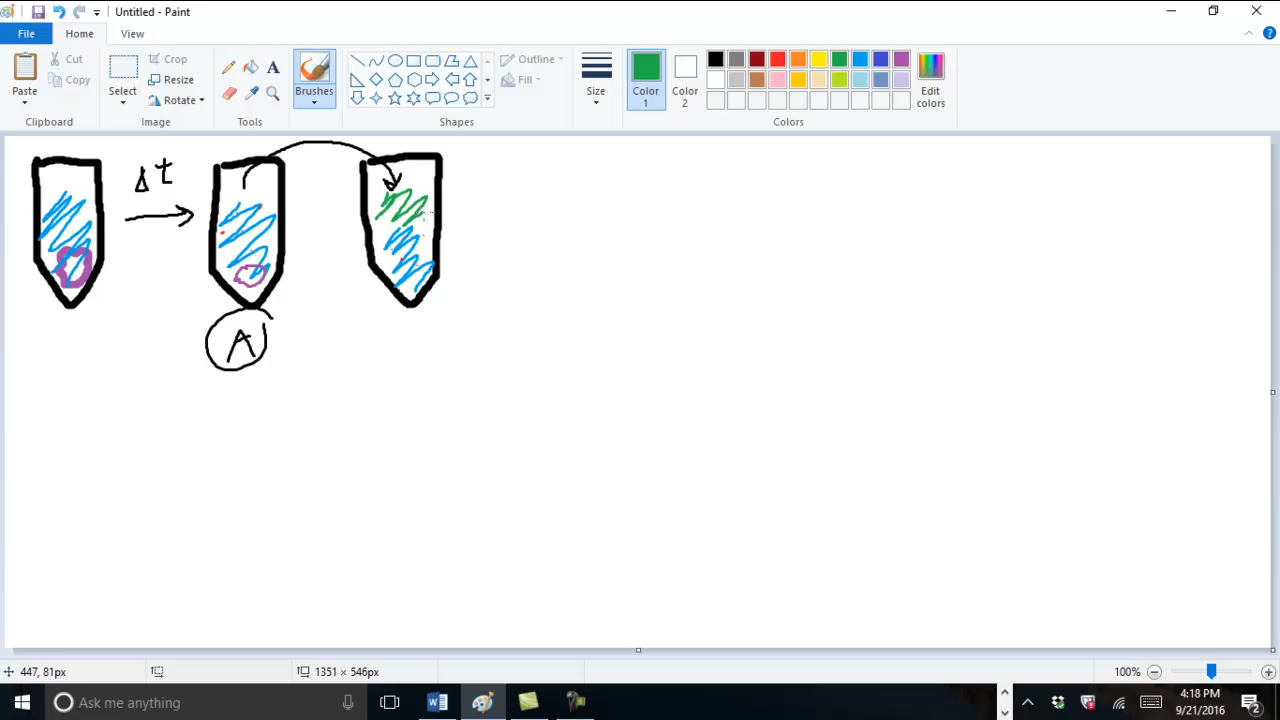 Untitled - Paint
File Home View
Paste
Cut
Copy
Clipboard
Select
Crop
Resize
Rotate
Image
A
Tools
Brushes
Shapes
Outline
Fill
Size
Color 1
Color 2
Colors
Edit colors
Δt
A
447, 81px
1351 × 546px
100%
Ask me anything
4:18 PM
9/21/2016
2